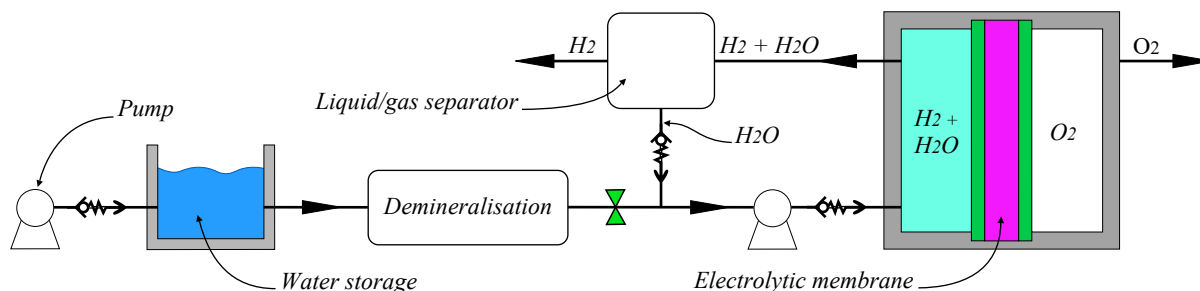 H2
H2 + H2O
O2
Liquid/gas separator
Pump
H2O
H2 +
H2O
O2
Demineralisation
Water storage
Electrolytic membrane